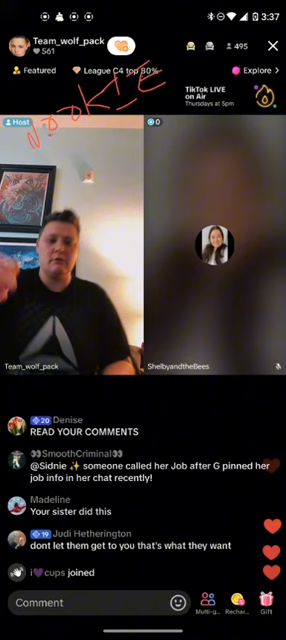 3:37
Team_wolf_pack
561
495
Featured
League C4 top 80%
Explore >
NOOKIE
TikTok LIVE
on Air
Thursdays at 5pm
Host
0
Team_wolf_pack
ShelbyandtheBees
20 Denise
READ YOUR COMMENTS
👀SmoothCriminal👀
@Sidnie ✨ someone called her Job after G pinned her
job info in her chat recently!
Madeline
Your sister did this
19 Judi Hetherington
dont let them get to you that's what they want
i💜cups joined
Comment
Multi-g...
Rechar...
Gift